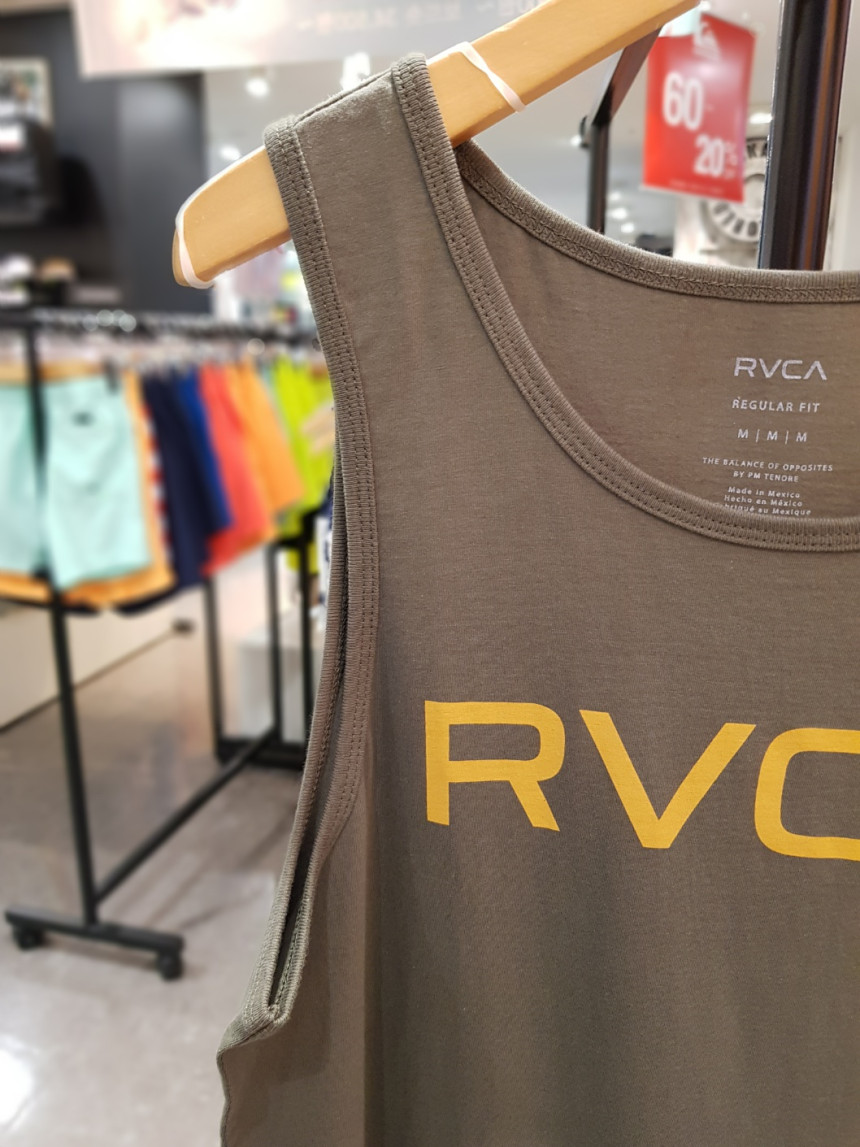 60
20%
RVCA
REGULAR FIT
M | M | M
THE BALANCE OF OPPOSITES
BY PM TENORE
Made in Mexico
Hecho en México
briqué au Mexique
RVC